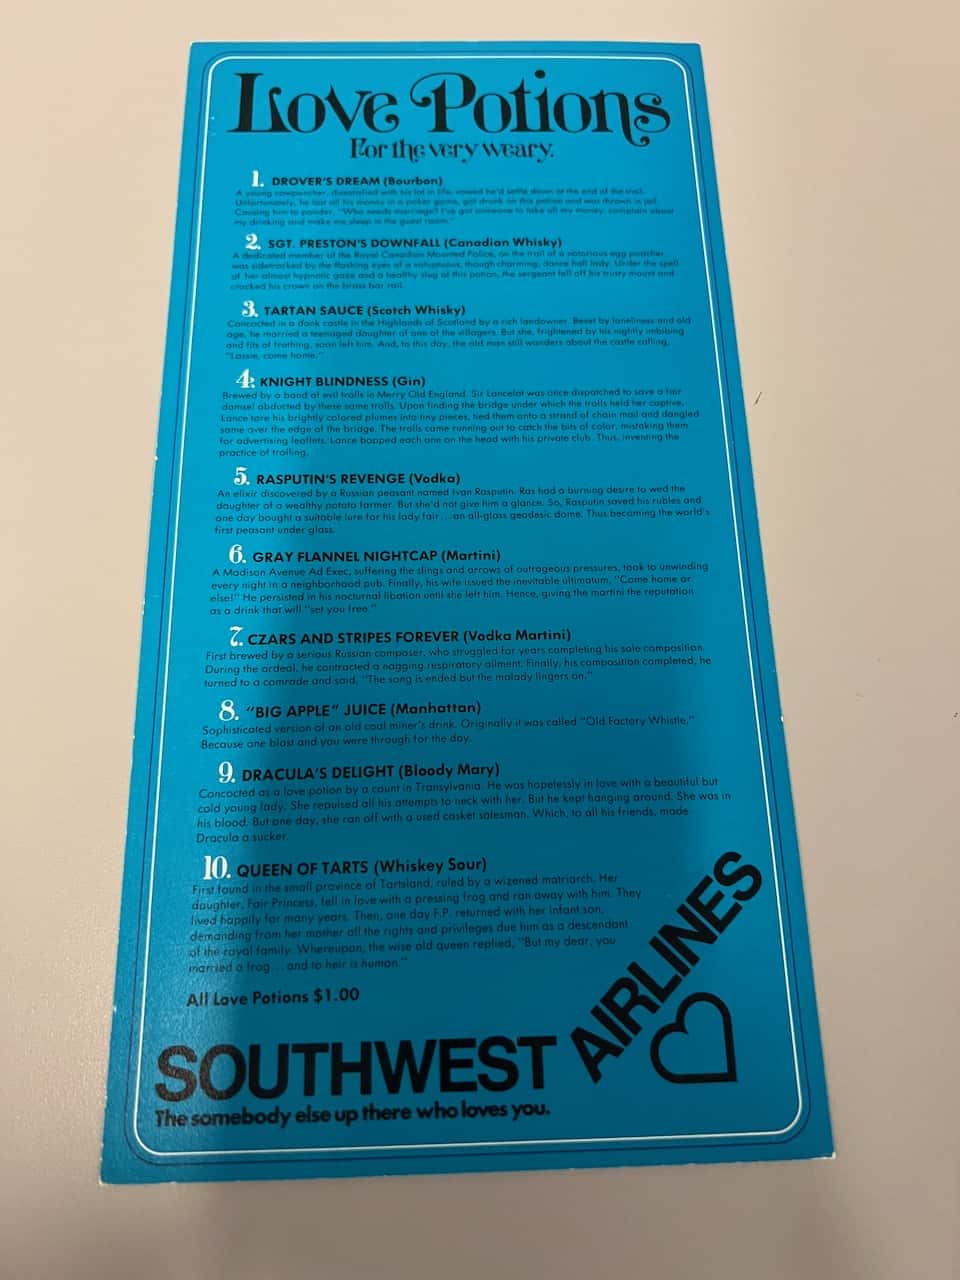 Love Potions
For the very weary.
1. DROVER'S DREAM (Bourbon)
A young cowpuncher, dissatisfied with his lot in life, vowed he'd settle down at the end of the trail.
Unfortunately, he lost all his money in a poker game, got drunk on this potion and was thrown in jail.
Causing him to ponder, "Who needs marriage? I've got someone to take all my money, complain about
my drinking and make me sleep in the guest room."
2. SGT. PRESTON'S DOWNFALL (Canadian Whisky)
A dedicated member of the Royal Canadian Mounted Police, on the trail of a notorious egg poacher,
was sidetracked by the flashing eyes of a voluptuous, though charming, dance hall lady. Under the spell
of her almost hypnotic gaze and a healthy slug of this potion, the sergeant fell off his trusty mount and
cracked his crown on the brass bar rail.
3. TARTAN SAUCE (Scotch Whisky)
Concocted in a dank castle in the Highlands of Scotland by a rich landowner. Beset by loneliness and old
age, he married a teenaged daughter of one of the villagers. But she, frightened by his nightly imbibing
and fits of frothing, soon left him. And, to this day, the old man still wanders about the castle calling,
"Lassie, come home."
4. KNIGHT BLINDNESS (Gin)
Brewed by a band of evil trolls in Merry Old England. Sir Lancelot was once dispatched to save a fair
damsel abducted by these same trolls. Upon finding the bridge under which the trolls held her captive,
Lance tore his brightly colored plumes into tiny pieces, tied them onto a strand of chain mail and dangled
same over the edge of the bridge. The trolls came running out to catch the bits of color, mistaking them
for advertising leaflets. Lance bopped each one on the head with his private club. Thus, inventing the
practice of trolling.
5. RASPUTIN'S REVENGE (Vodka)
An elixir discovered by a Russian peasant named Ivan Rasputin. Ras had a burning desire to wed the
daughter of a wealthy potato farmer. But she'd not give him a glance. So, Rasputin saved his rubles and
one day bought a suitable lure for his lady fair...an all-glass geodesic dome. Thus becoming the world's
first peasant under glass.
6. GRAY FLANNEL NIGHTCAP (Martini)
A Madison Avenue Ad Exec, suffering the slings and arrows of outrageous pressures, took to unwinding
every night in a neighborhood pub. Finally, his wife issued the inevitable ultimatum, "Come home or
else!" He persisted in his nocturnal libation until she left him. Hence, giving the martini the reputation
as a drink that will "set you free."
7. CZARS AND STRIPES FOREVER (Vodka Martini)
First brewed by a serious Russian composer, who struggled for years completing his sole composition.
During the ordeal, he contracted a nagging respiratory ailment. Finally, his composition completed, he
turned to a comrade and said, "The song is ended but the malady lingers on."
8. "BIG APPLE" JUICE (Manhattan)
Sophisticated version of an old coal miner's drink. Originally it was called "Old Factory Whistle."
Because one blast and you were through for the day.
9. DRACULA'S DELIGHT (Bloody Mary)
Concocted as a love potion by a count in Transylvania. He was hopelessly in love with a beautiful but
cold young lady. She repulsed all his attempts to neck with her. But he kept hanging around. She was in
his blood. But one day, she ran off with a used casket salesman. Which, to all his friends, made
Dracula a sucker.
10. QUEEN OF TARTS (Whiskey Sour)
First found in the small province of Tartsland, ruled by a wizened matriarch. Her
daughter, Fair Princess, fell in love with a pressing frog and ran away with him. They
lived happily for many years. Then, one day F.P. returned with her infant son,
demanding from her mother all the rights and privileges due him as a descendant
of the royal family. Whereupon, the wise old queen replied, "But my dear, you
married a frog...and to heir is human."
All Love Potions $1.00
SOUTHWEST AIRLINES
The somebody else up there who loves you.